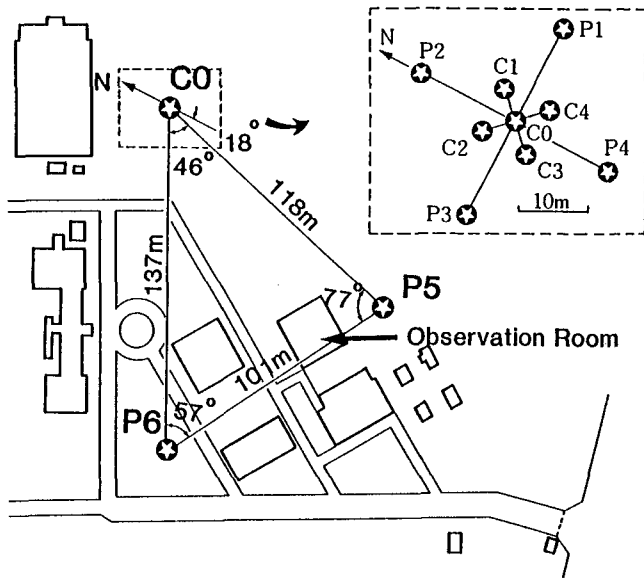 N
C0
18°
46°
118m
137m
77°
P5
Observation Room
101m
P6
57°
P1
N
P2
C1
C4
C0
C2
C3
P4
P3
10m